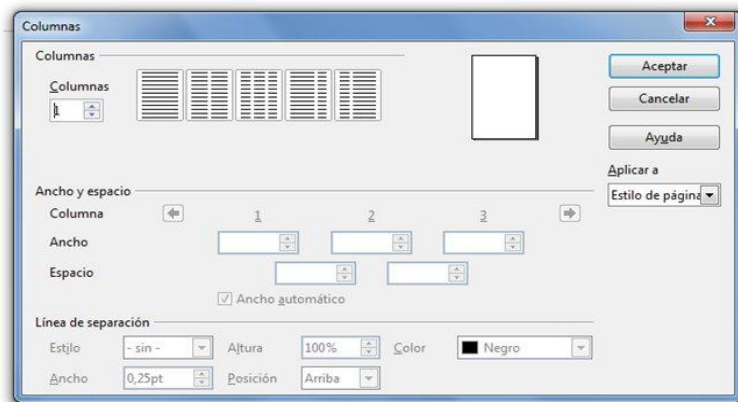 Columnas
Columnas
Columnas
1
Aceptar
Cancelar
Ayuda
Aplicar a
Estilo de página
Ancho y espacio
Columna 1 2 3
Ancho
Espacio
Ancho automático
Línea de separación
Estilo - sin - Altura 100% Color Negro
Ancho 0,25pt Posición Arriba